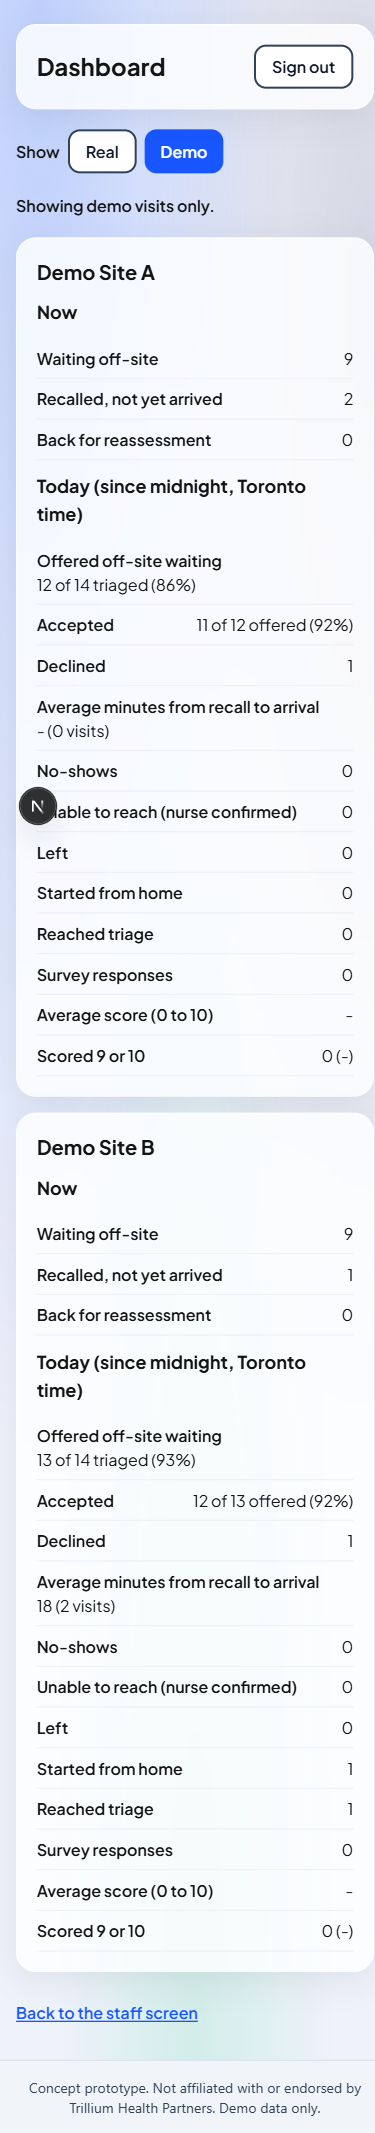 Dashboard
Sign out
Show
Real
Demo
Showing demo visits only.
Demo Site A
Now
Waiting off-site 9
Recalled, not yet arrived 2
Back for reassessment 0
Today (since midnight, Toronto
time)
Offered off-site waiting
12 of 14 triaged (86%)
Accepted 11 of 12 offered (92%)
Declined 1
Average minutes from recall to arrival
- (0 visits)
No-shows 0
N
able to reach (nurse confirmed) 0
Left 0
Started from home 0
Reached triage 0
Survey responses 0
Average score (0 to 10) -
Scored 9 or 10 0 (-)
Demo Site B
Now
Waiting off-site 9
Recalled, not yet arrived 1
Back for reassessment 0
Today (since midnight, Toronto
time)
Offered off-site waiting
13 of 14 triaged (93%)
Accepted 12 of 13 offered (92%)
Declined 1
Average minutes from recall to arrival
18 (2 visits)
No-shows 0
Unable to reach (nurse confirmed) 0
Left 0
Started from home 1
Reached triage 1
Survey responses 0
Average score (0 to 10) -
Scored 9 or 10 0 (-)
Back to the staff screen
Concept prototype. Not affiliated with or endorsed by
Trillium Health Partners. Demo data only.